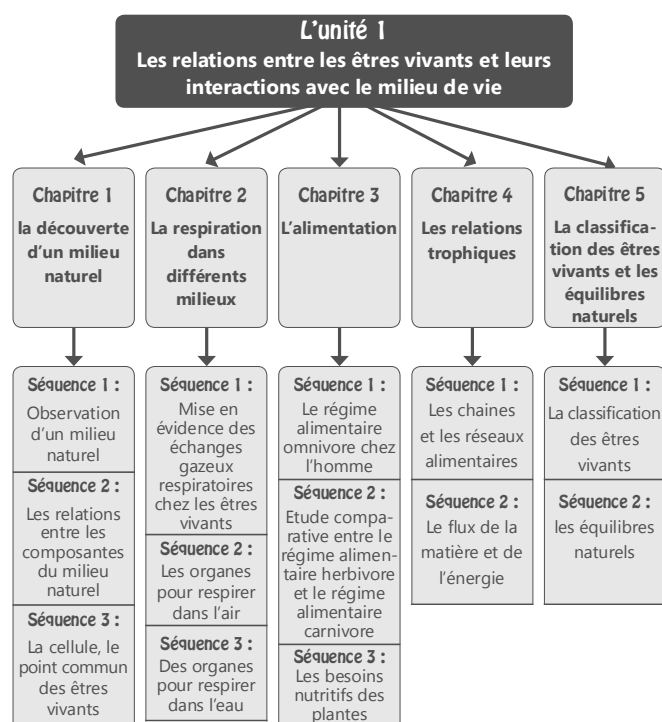 L'unité 1
Les relations entre les êtres vivants et leurs
interactions avec le milieu de vie
Chapitre 1
la découverte
d'un milieu
naturel
Chapitre 2
La respiration
dans
différents
milieux
Chapitre 3
L'alimentation
Chapitre 4
Les relations
trophiques
Chapitre 5
La classifica-
tion des êtres
vivants et les
équilibres
naturels
Séquence 1 :
Observation
d'un milieu
naturel
Séquence 2 :
Les relations
entre les
composantes
du milieu
naturel
Séquence 3 :
La cellule, le
point commun
des êtres
vivants
Séquence 1 :
Mise en
évidence des
échanges
gazeux
respiratoires
chez les êtres
vivants
Séquence 2 :
Les organes
pour respirer
dans l'air
Séquence 3 :
Des organes
pour respirer
dans l'eau
Séquence 1 :
Le régime
alimentaire
omnivore chez
l'homme
Séquence 2 :
Etude compa-
rative entre le
régime alimen-
taire herbivore
et le régime
alimentaire
carnivore
Séquence 3 :
Les besoins
nutritifs des
plantes
Séquence 1 :
Les chaines
et les réseaux
alimentaires
Séquence 2 :
Le flux de la
matière et de
l'énergie
Séquence 1 :
La classification
des êtres
vivants
Séquence 2 :
les équilibres
naturels